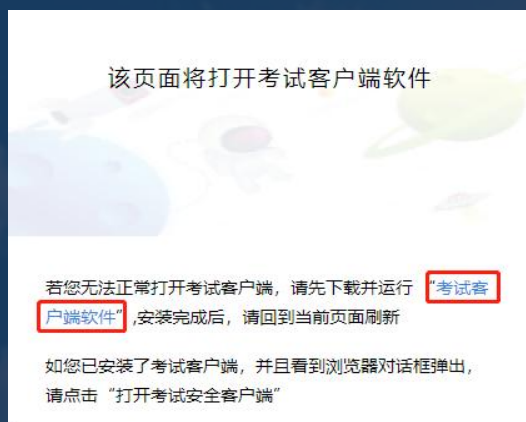 该页面将打开考试客户端软件
若您无法正常打开考试客户端，请先下载并运行 “考试客
户端软件”,安装完成后，请回到当前页面刷新
如您已安装了考试客户端，并且看到浏览器对话框弹出，
请点击“打开考试安全客户端”